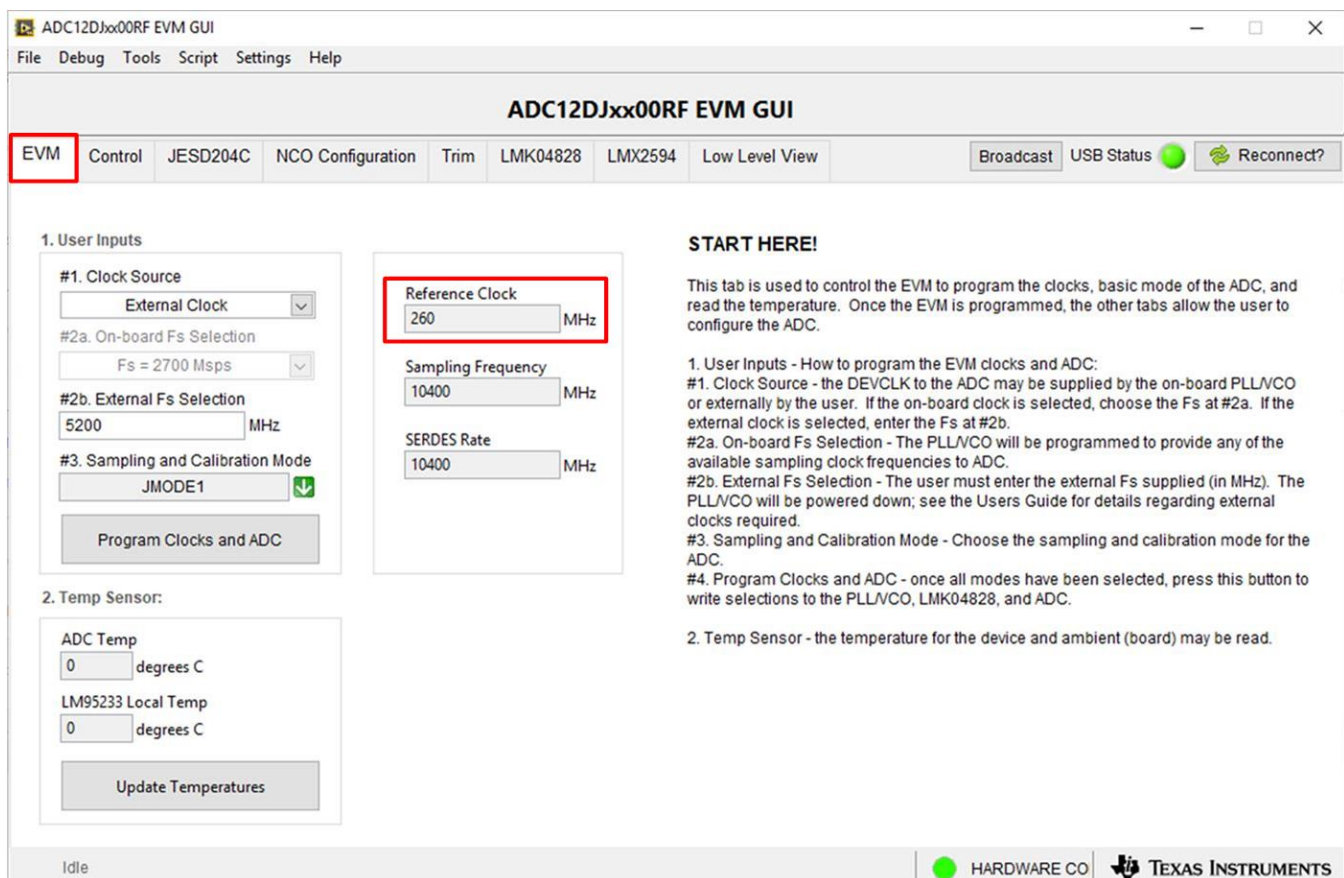 ADC12DJxx00RF EVM GUI
File Debug Tools Script Settings Help
ADC12DJxx00RF EVM GUI
EVM Control JESD204C NCO Configuration Trim LMK04828 LMX2594 Low Level View Broadcast USB Status Reconnect?
1. User Inputs
#1. Clock Source
External Clock
#2a. On-board Fs Selection
Fs = 2700 Msps
#2b. External Fs Selection
5200 MHz
#3. Sampling and Calibration Mode
JMODE1
Program Clocks and ADC
Reference Clock
260 MHz
Sampling Frequency
10400 MHz
SERDES Rate
10400 MHz
2. Temp Sensor:
ADC Temp
0 degrees C
LM95233 Local Temp
0 degrees C
Update Temperatures
START HERE!
This tab is used to control the EVM to program the clocks, basic mode of the ADC, and
read the temperature. Once the EVM is programmed, the other tabs allow the user to
configure the ADC.
1. User Inputs - How to program the EVM clocks and ADC:
#1. Clock Source - the DEVCLK to the ADC may be supplied by the on-board PLL/VCO
or externally by the user. If the on-board clock is selected, choose the Fs at #2a. If the
external clock is selected, enter the Fs at #2b.
#2a. On-board Fs Selection - The PLL/VCO will be programmed to provide any of the
available sampling clock frequencies to ADC.
#2b. External Fs Selection - The user must enter the external Fs supplied (in MHz). The
PLL/VCO will be powered down; see the Users Guide for details regarding external
clocks required.
#3. Sampling and Calibration Mode - Choose the sampling and calibration mode for the
ADC.
#4. Program Clocks and ADC - once all modes have been selected, press this button to
write selections to the PLL/VCO, LMK04828, and ADC.
2. Temp Sensor - the temperature for the device and ambient (board) may be read.
Idle
HARDWARE CO
TEXAS INSTRUMENTS